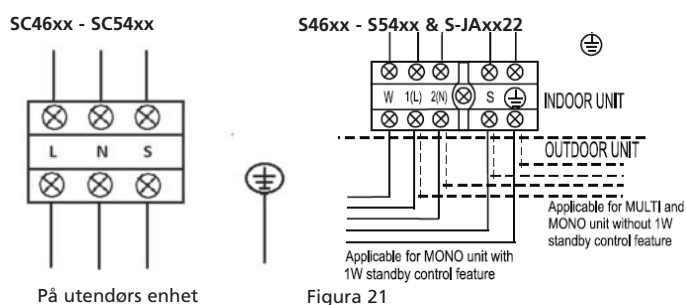 SC46xx - SC54xx
L N S
På utendørs enhet
S46xx - S54xx & S-JAxx22
W 1(L) 2(N) S
INDOOR UNIT
OUTDOOR UNIT
Applicable for MULTI and
MONO unit without 1W
standby control feature
Applicable for MONO unit with
1W standby control feature
Figura 21